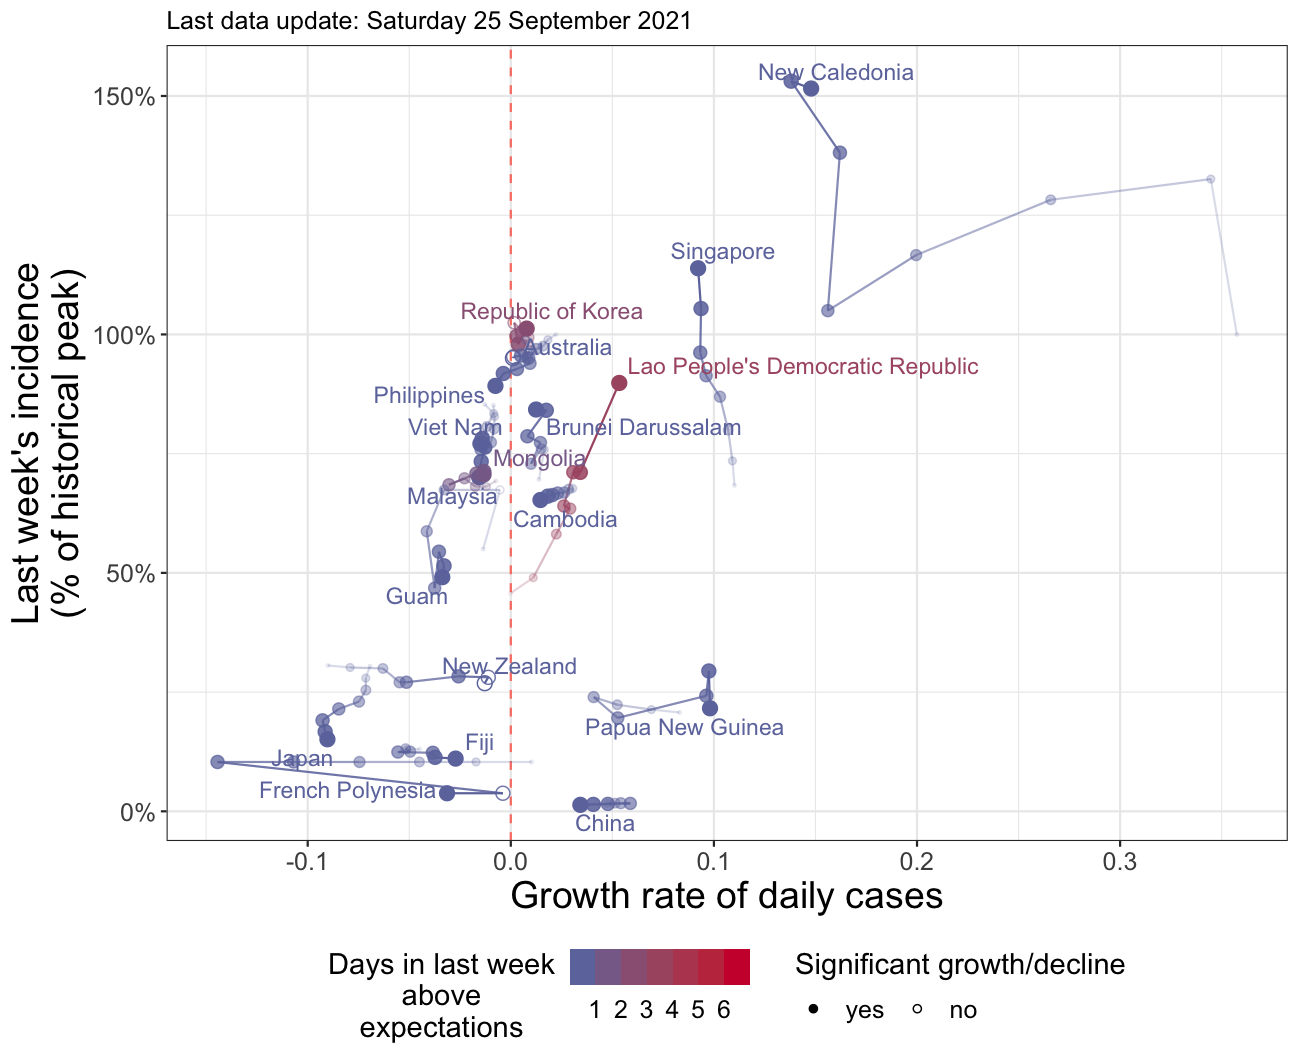 Last data update: Saturday 25 September 2021
Last week's incidence
(% of historical peak)
150%
100%
50%
0%
New Caledonia
Singapore
Republic of Korea
Australia
Lao People's Democratic Republic
Philippines
Viet Nam
Brunei Darussalam
Mongolia
Malaysia
Cambodia
Guam
New Zealand
Papua New Guinea
Fiji
Japan
French Polynesia
China
-0.1 0.0 0.1 0.2 0.3
Growth rate of daily cases
Days in last week
above
expectations
1 2 3 4 5 6
Significant growth/decline
yes no